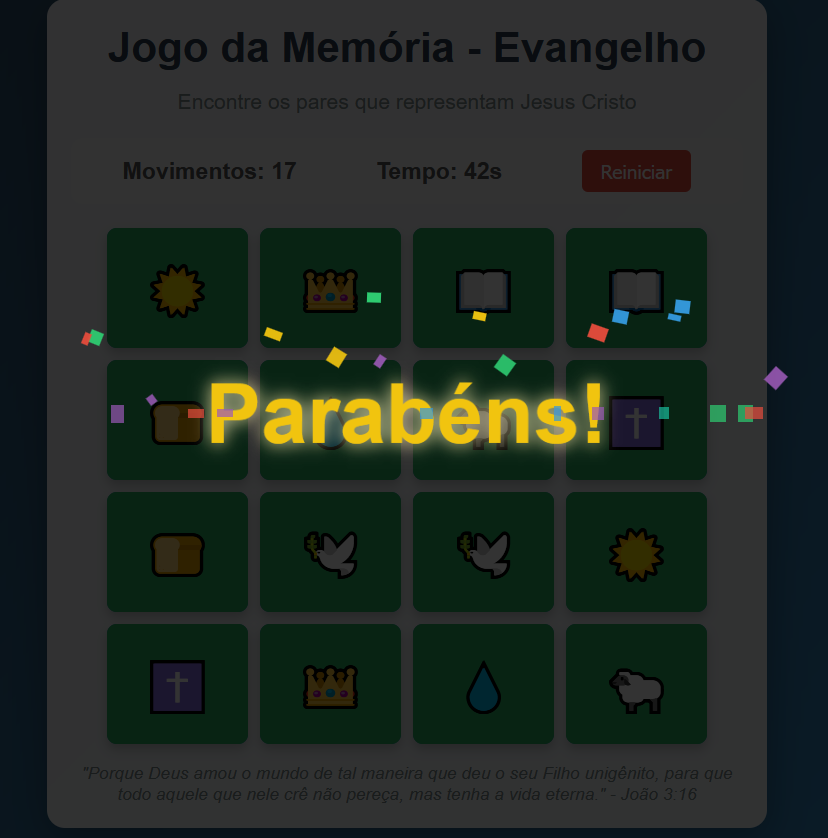 Jogo da Memória - Evangelho
Encontre os pares que representam Jesus Cristo
Movimentos: 17 Tempo: 42s Reiniciar
Parabéns!
"Porque Deus amou o mundo de tal maneira que deu o seu Filho unigênito, para que
todo aquele que nele crê não pereça, mas tenha a vida eterna." - João 3:16